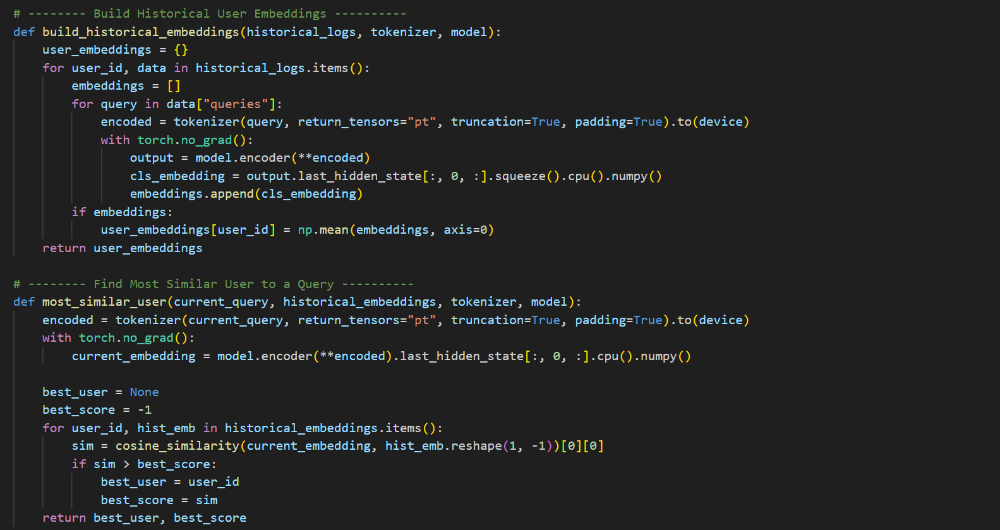 # -------- Build Historical User Embeddings ----------
def build_historical_embeddings(historical_logs, tokenizer, model):
    user_embeddings = {}
    for user_id, data in historical_logs.items():
        embeddings = []
        for query in data["queries"]:
            encoded = tokenizer(query, return_tensors="pt", truncation=True, padding=True).to(device)
            with torch.no_grad():
                output = model.encoder(**encoded)
                cls_embedding = output.last_hidden_state[:, 0, :].squeeze().cpu().numpy()
                embeddings.append(cls_embedding)
        if embeddings:
            user_embeddings[user_id] = np.mean(embeddings, axis=0)
    return user_embeddings

# -------- Find Most Similar User to a Query ----------
def most_similar_user(current_query, historical_embeddings, tokenizer, model):
    encoded = tokenizer(current_query, return_tensors="pt", truncation=True, padding=True).to(device)
    with torch.no_grad():
        current_embedding = model.encoder(**encoded).last_hidden_state[:, 0, :].cpu().numpy()

    best_user = None
    best_score = -1
    for user_id, hist_emb in historical_embeddings.items():
        sim = cosine_similarity(current_embedding, hist_emb.reshape(1, -1))[0][0]
        if sim > best_score:
            best_user = user_id
            best_score = sim
    return best_user, best_score